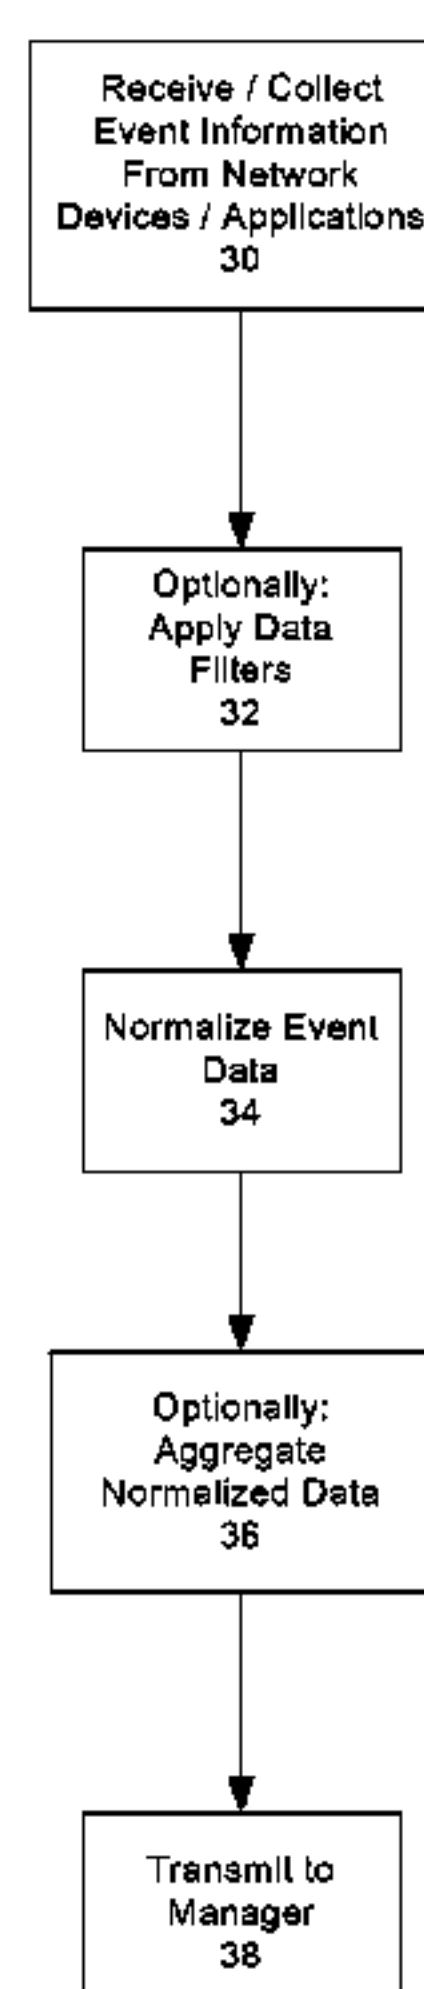 Receive / Collect
Event Information
From Network
Devices / Applications
30
Optionally:
Apply Data
Filters
32
Normalize Event
Data
34
Optionally:
Aggregate
Normalized Data
36
Transmit to
Manager
38